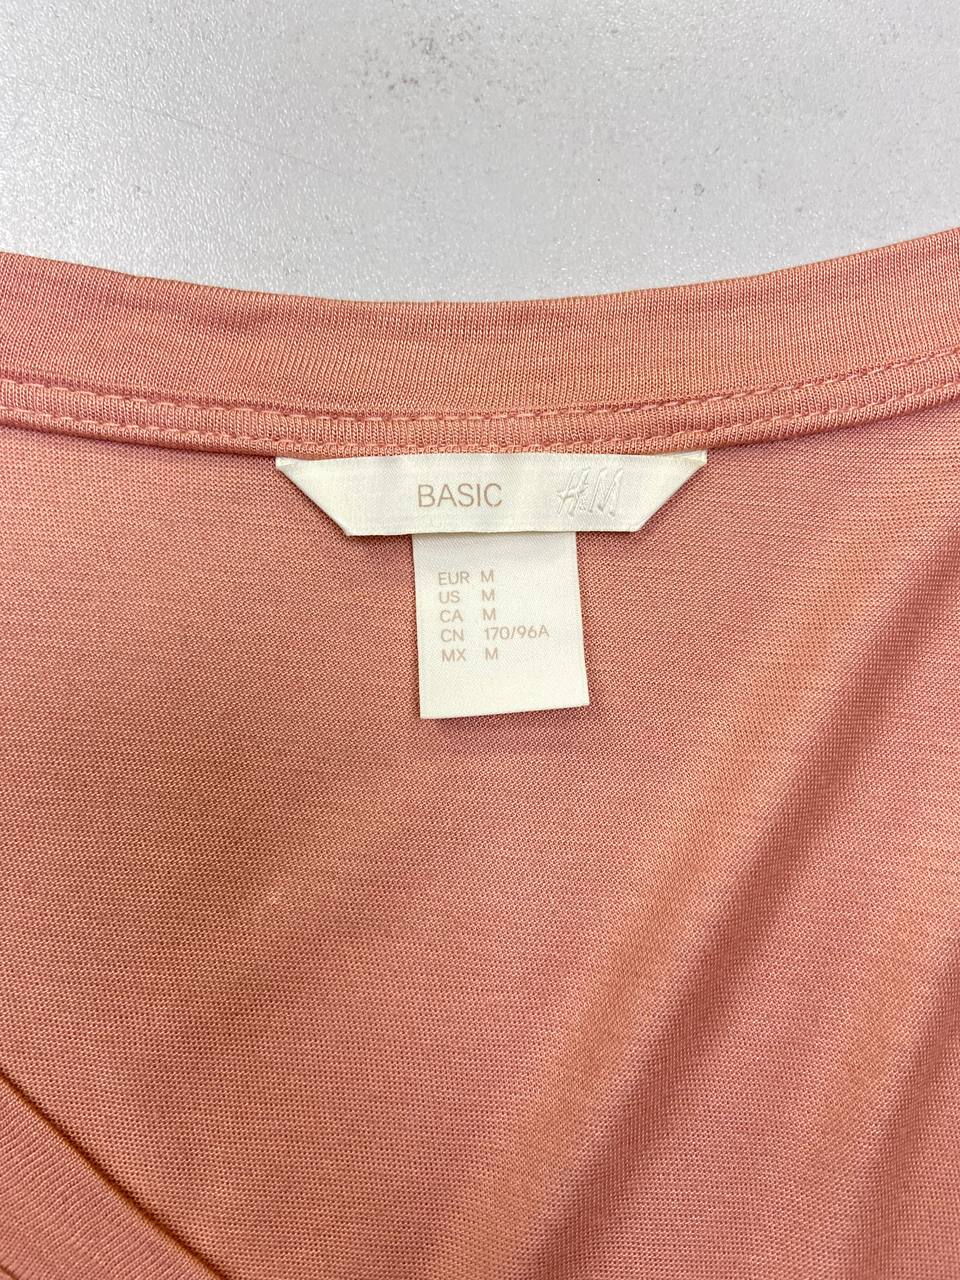 BASIC H&M
EUR M
US M
CA M
CN 170/96A
MX M